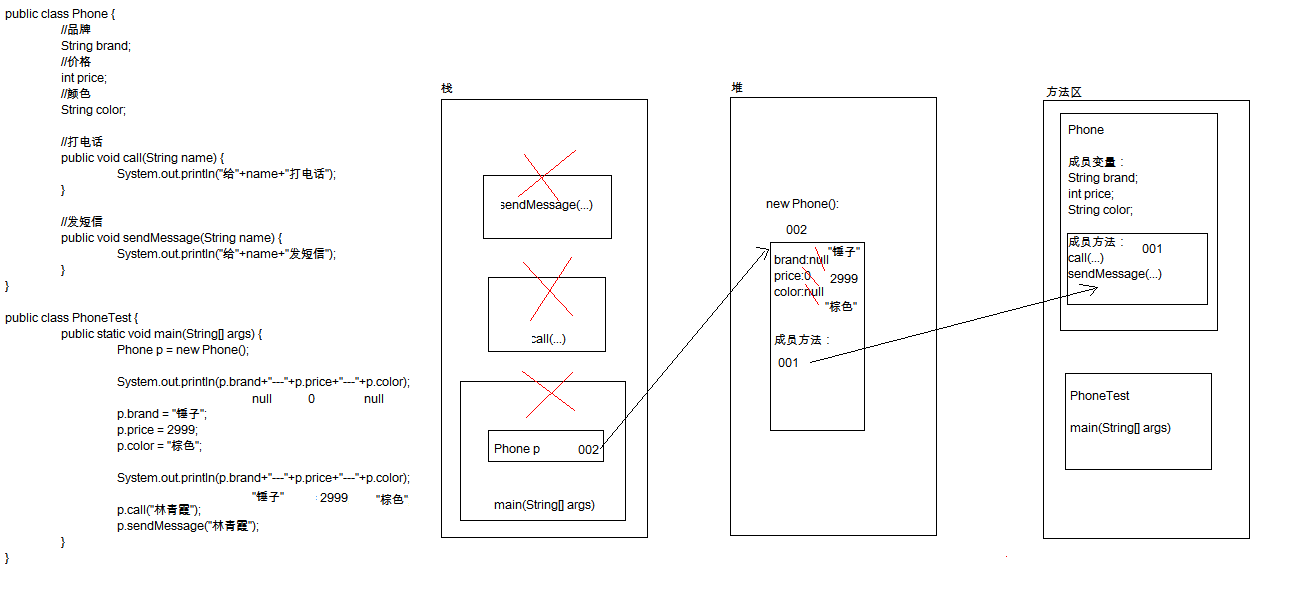 public class Phone {
//品牌
String brand;
//价格
int price;
//颜色
String color;
//打电话
public void call(String name) {
System.out.println("给"+name+"打电话");
}
//发短信
public void sendMessage(String name) {
System.out.println("给"+name+"发短信");
}
}
public class PhoneTest {
public static void main(String[] args) {
Phone p = new Phone();
System.out.println(p.brand+"---"+p.price+"---"+p.color);
null 0 null
p.brand = "锤子";
p.price = 2999;
p.color = "棕色";
System.out.println(p.brand+"---"+p.price+"---"+p.color);
"锤子" : 2999 "棕色"
p.call("林青霞");
p.sendMessage("林青霞");
}
}
栈
sendMessage(...)
call(...)
Phone p 002
main(String[] args)
堆
new Phone():
002
brand:null "锤子"
price:0 2999
color:null
"棕色"
成员方法：
001
方法区
Phone
成员变量：
String brand;
int price;
String color;
成员方法： 001
call(...)
sendMessage(...)
PhoneTest
main(String[] args)